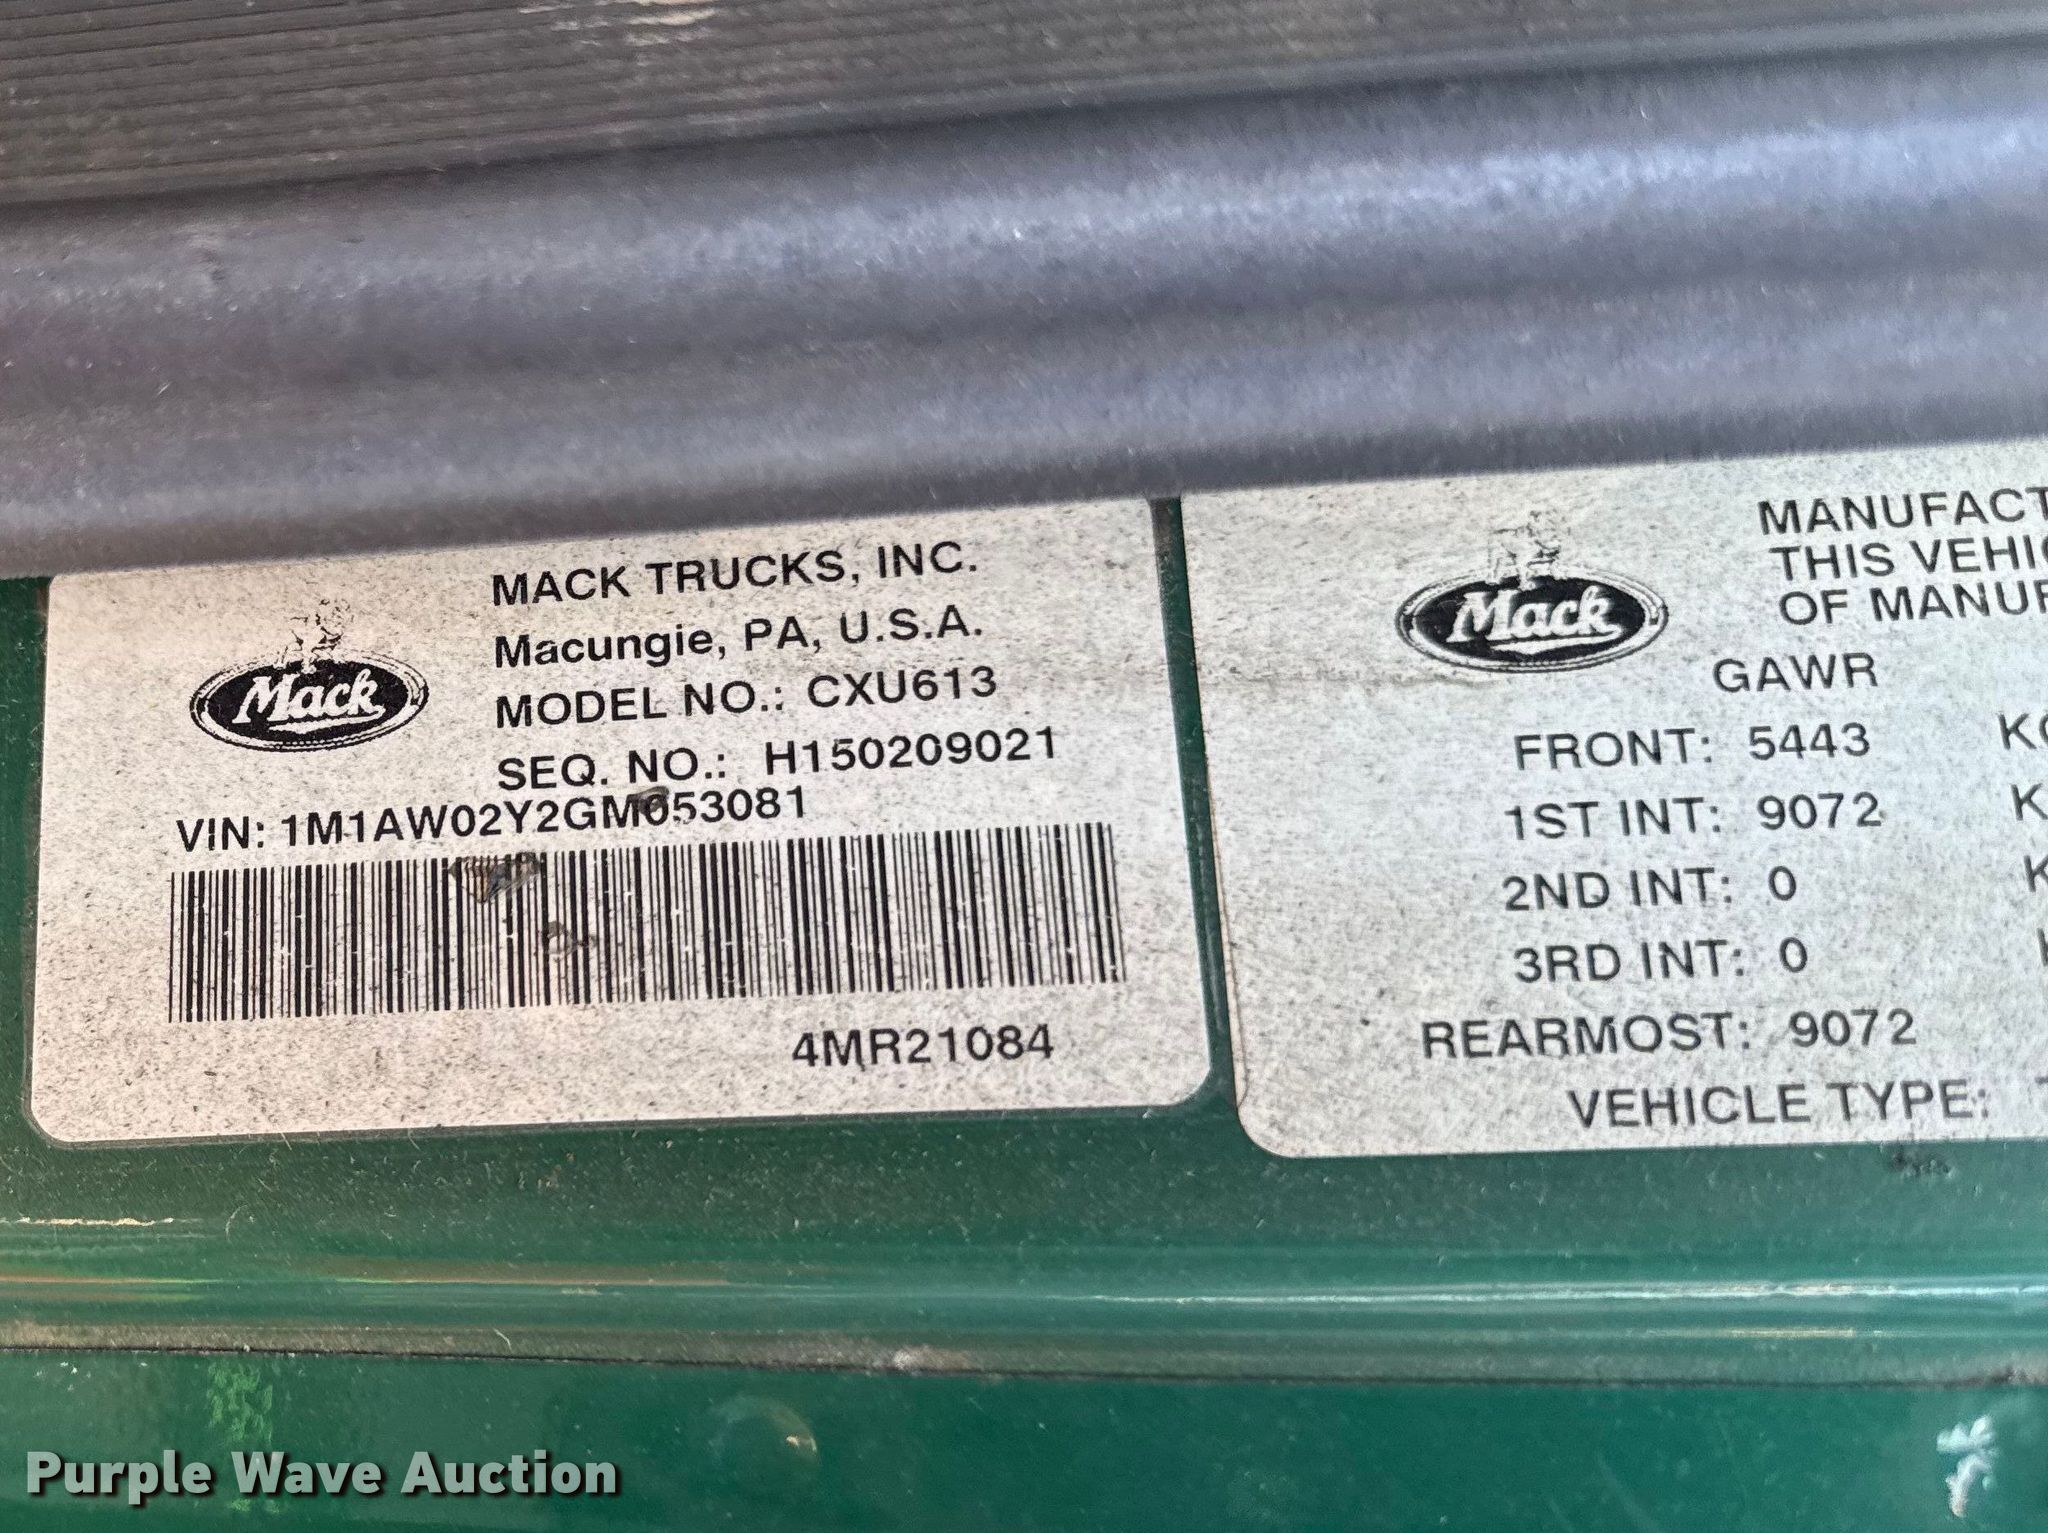 Mack
MACK TRUCKS, INC.
Macungie, PA, U.S.A.
MODEL NO.: CXU613
SEQ. NO.: H150209021
VIN: 1M1AW02Y2GM053081
4MR21084
Mack
MANUFACT
THIS VEHI
OF MANUF
GAWR
FRONT: 5443 K
1ST INT: 9072 K
2ND INT: 0 K
3RD INT: 0
REARMOST: 9072
VEHICLE TYPE:
Purple Wave Auction